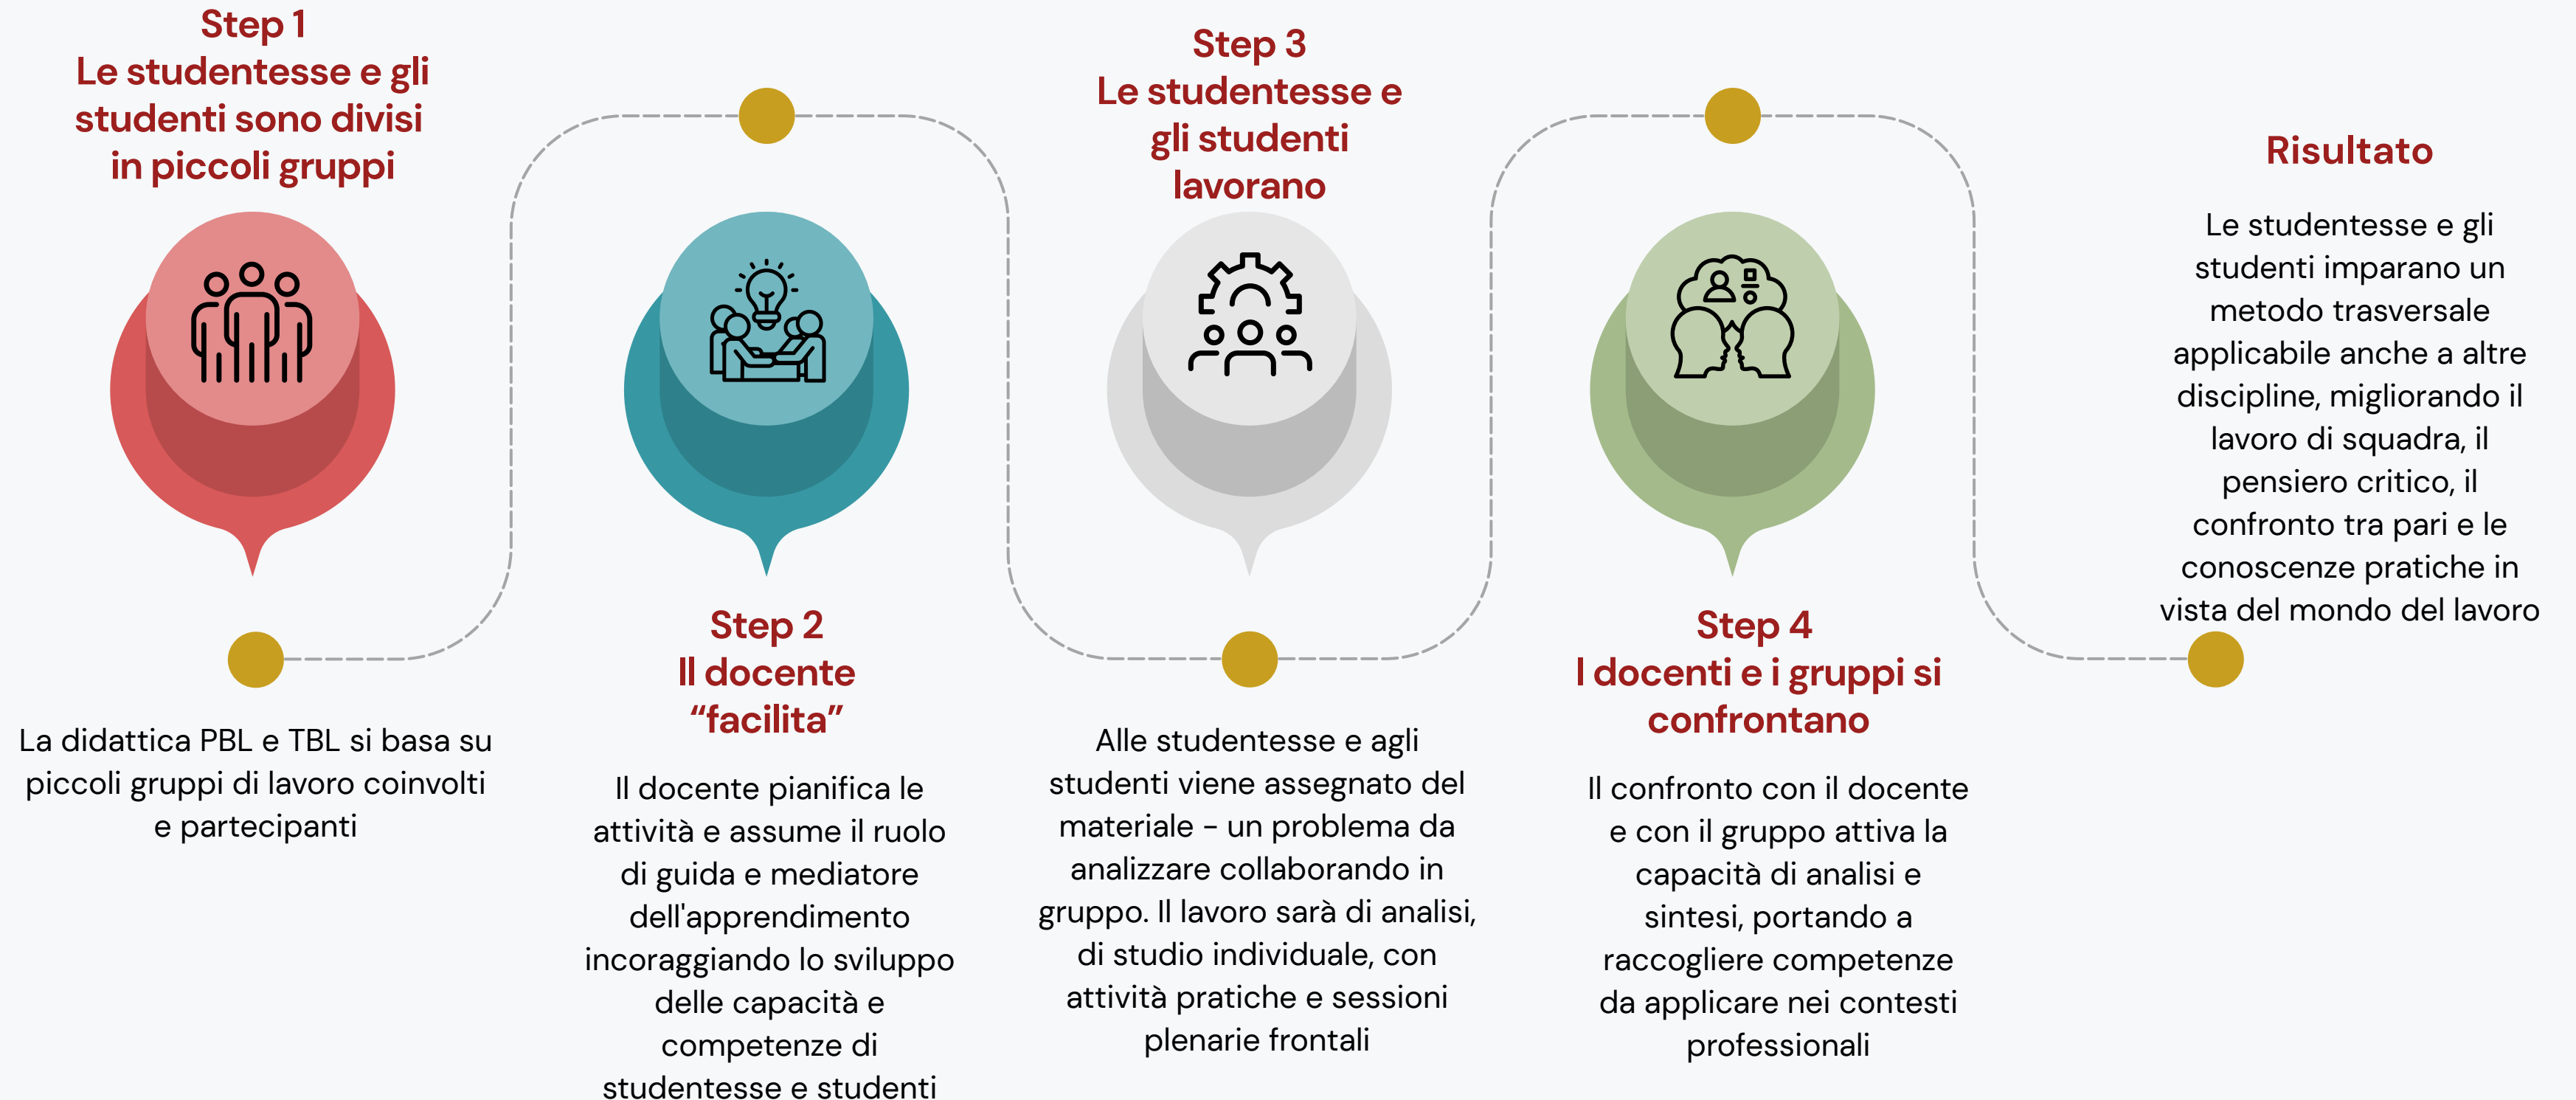 Step 1
Le studentesse e gli
studenti sono divisi
in piccoli gruppi
La didattica PBL e TBL si basa su
piccoli gruppi di lavoro coinvolti
e partecipanti
Step 2
Il docente
“facilita”
Il docente pianifica le
attività e assume il ruolo
di guida e mediatore
dell'apprendimento
incoraggiando lo sviluppo
delle capacità e
competenze di
studentesse e studenti
Step 3
Le studentesse e
gli studenti
lavorano
Alle studentesse e agli
studenti viene assegnato del
materiale - un problema da
analizzare collaborando in
gruppo. Il lavoro sarà di analisi,
di studio individuale, con
attività pratiche e sessioni
plenarie frontali
Step 4
I docenti e i gruppi si
confrontano
Il confronto con il docente
e con il gruppo attiva la
capacità di analisi e
sintesi, portando a
raccogliere competenze
da applicare nei contesti
professionali
Risultato
Le studentesse e gli
studenti imparano un
metodo trasversale
applicabile anche a altre
discipline, migliorando il
lavoro di squadra, il
pensiero critico, il
confronto tra pari e le
conoscenze pratiche in
vista del mondo del lavoro